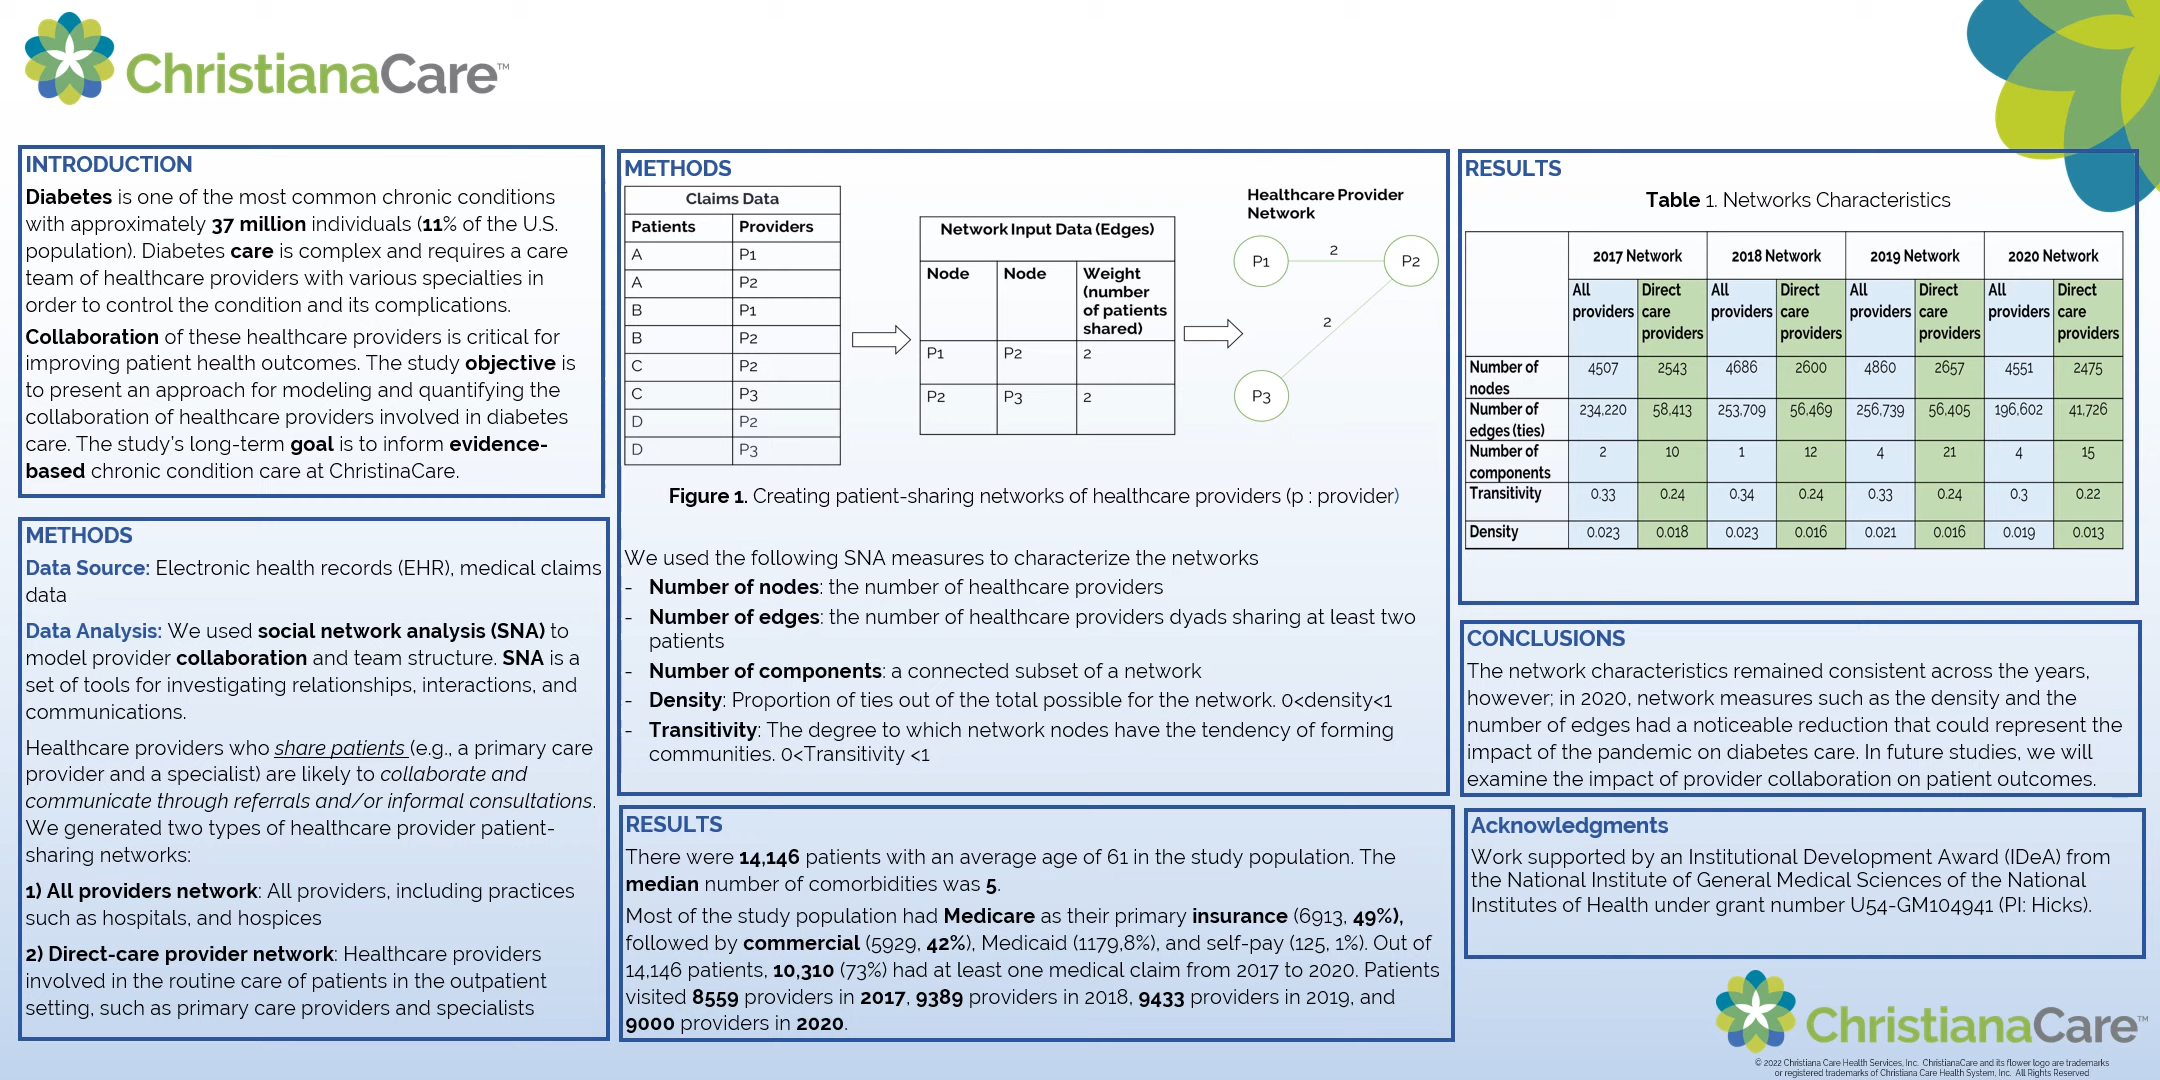 ChristianaCare™
INTRODUCTION
Diabetes is one of the most common chronic conditions
with approximately 37 million individuals (11% of the U.S.
population). Diabetes care is complex and requires a care
team of healthcare providers with various specialties in
order to control the condition and its complications.
Collaboration of these healthcare providers is critical for
improving patient health outcomes. The study objective is
to present an approach for modeling and quantifying the
collaboration of healthcare providers involved in diabetes
care. The study's long-term goal is to inform evidence-
based chronic condition care at ChristinaCare.
METHODS
Data Source: Electronic health records (EHR), medical claims
data
Data Analysis: We used social network analysis (SNA) to
model provider collaboration and team structure. SNA is a
set of tools for investigating relationships, interactions, and
communications.
Healthcare providers who share patients (e.g., a primary care
provider and a specialist) are likely to collaborate and
communicate through referrals and/or informal consultations.
We generated two types of healthcare provider patient-
sharing networks:
1) All providers network: All providers, including practices
such as hospitals, and hospices
2) Direct-care provider network: Healthcare providers
involved in the routine care of patients in the outpatient
setting, such as primary care providers and specialists
METHODS
Claims Data
Patients Providers
A P1
A P2
B P1
B P2
C P2
C P3
D P2
D P3
Network Input Data (Edges)
Node Node Weight
(number
of patients
shared)
P1 P2 2
P2 P3 2
Healthcare Provider
Network
P1 2 P2
2
P3
Figure 1. Creating patient-sharing networks of healthcare providers (p : provider)
We used the following SNA measures to characterize the networks
- Number of nodes: the number of healthcare providers
- Number of edges: the number of healthcare providers dyads sharing at least two
patients
- Number of components: a connected subset of a network
- Density: Proportion of ties out of the total possible for the network. 0<density<1
- Transitivity: The degree to which network nodes have the tendency of forming
communities. 0<Transitivity <1
RESULTS
There were 14,146 patients with an average age of 61 in the study population. The
median number of comorbidities was 5.
Most of the study population had Medicare as their primary insurance (6913, 49%),
followed by commercial (5929, 42%), Medicaid (1179,8%), and self-pay (125, 1%). Out of
14,146 patients, 10,310 (73%) had at least one medical claim from 2017 to 2020. Patients
visited 8559 providers in 2017, 9389 providers in 2018, 9433 providers in 2019, and
9000 providers in 2020.
RESULTS
Table 1. Networks Characteristics
2017 Network 2018 Network 2019 Network 2020 Network
All Direct All Direct All Direct All Direct
providers care providers care providers care providers care
providers providers providers providers
Number of 4507 2543 4686 2600 4860 2657 4551 2475
nodes
Number of 234,220 58,413 253,709 56,469 256,739 56,405 196,602 41,726
edges (ties)
Number of 2 10 1 12 4 21 4 15
components
Transitivity 0.33 0.24 0.34 0.24 0.33 0.24 0.3 0.22
Density 0.023 0.018 0.023 0.016 0.021 0.016 0.019 0.013
CONCLUSIONS
The network characteristics remained consistent across the years,
however; in 2020, network measures such as the density and the
number of edges had a noticeable reduction that could represent the
impact of the pandemic on diabetes care. In future studies, we will
examine the impact of provider collaboration on patient outcomes.
Acknowledgments
Work supported by an Institutional Development Award (IDeA) from
the National Institute of General Medical Sciences of the National
Institutes of Health under grant number U54-GM104941 (PI: Hicks).
ChristianaCare™
© 2022 Christiana Care Health Services, Inc. ChristianaCare and its flower logo are trademarks
or registered trademarks of Christiana Care Health System, Inc. All Rights Reserved